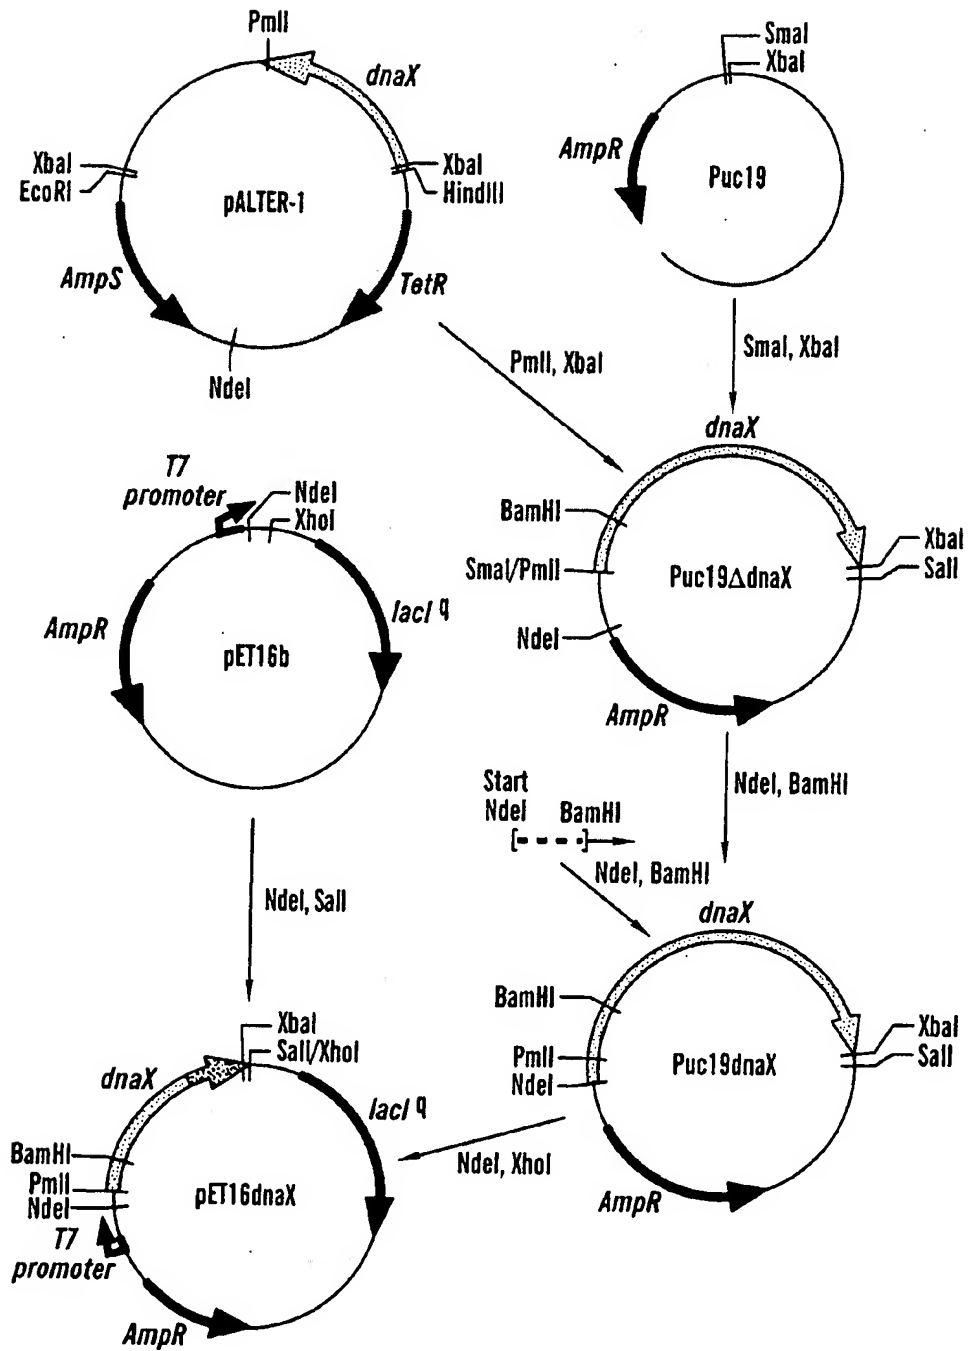 PmlI
dnaX
XbaI
EcoRI
XbaI
HindIII
pALTER-1
AmpS
TetR
NdeI
SmaI
XbaI
AmpR
Puc19
PmlI, XbaI
SmaI, XbaI
T7
promoter
NdeI
XhoI
AmpR
lacI q
pET16b
dnaX
BamHI
SmaI/PmlI
NdeI
XbaI
SalI
Puc19ΔdnaX
AmpR
NdeI, BamHI
Start
NdeI
BamHI
NdeI, BamHI
NdeI, SalI
dnaX
BamHI
PmlI
NdeI
XbaI
SalI
Puc19dnaX
AmpR
NdeI, XhoI
XbaI
SalI/XhoI
dnaX
lacI q
BamHI
PmlI
NdeI
pET16dnaX
T7
promoter
AmpR